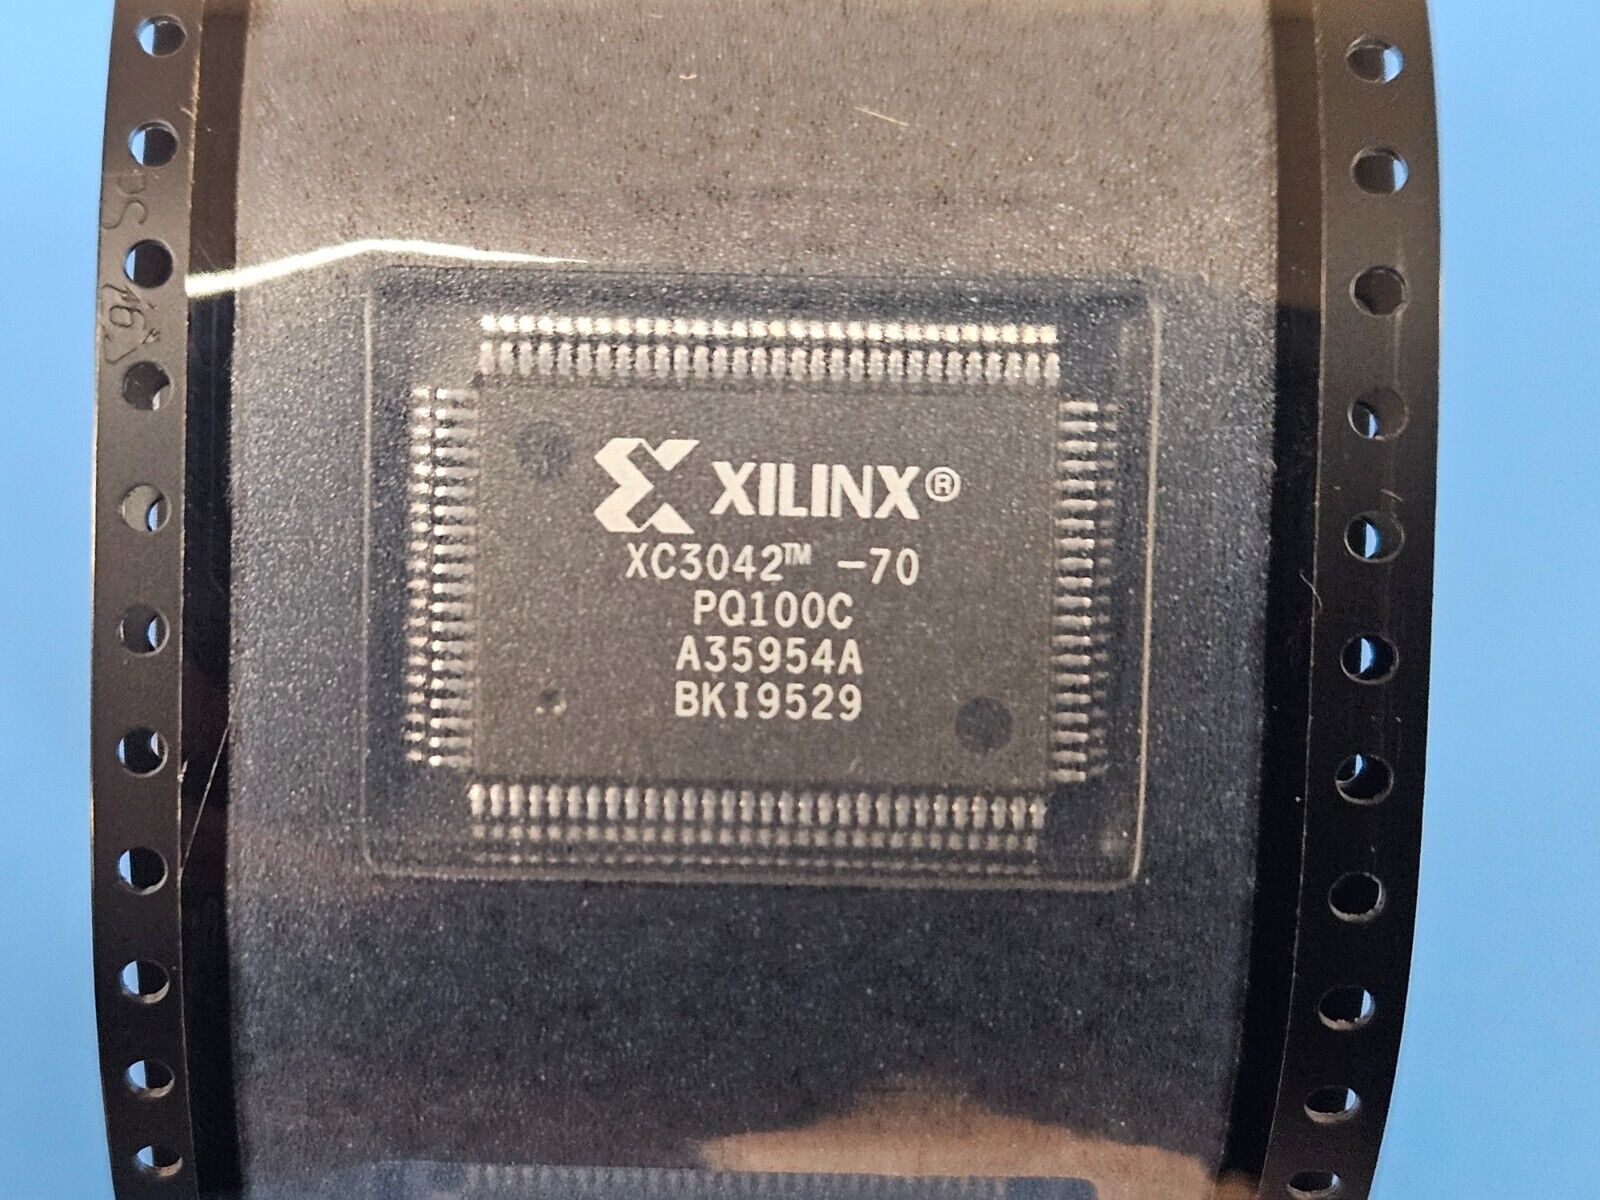 XILINX®
XC3042™ -70
PQ100C
A35954A
BKI9529